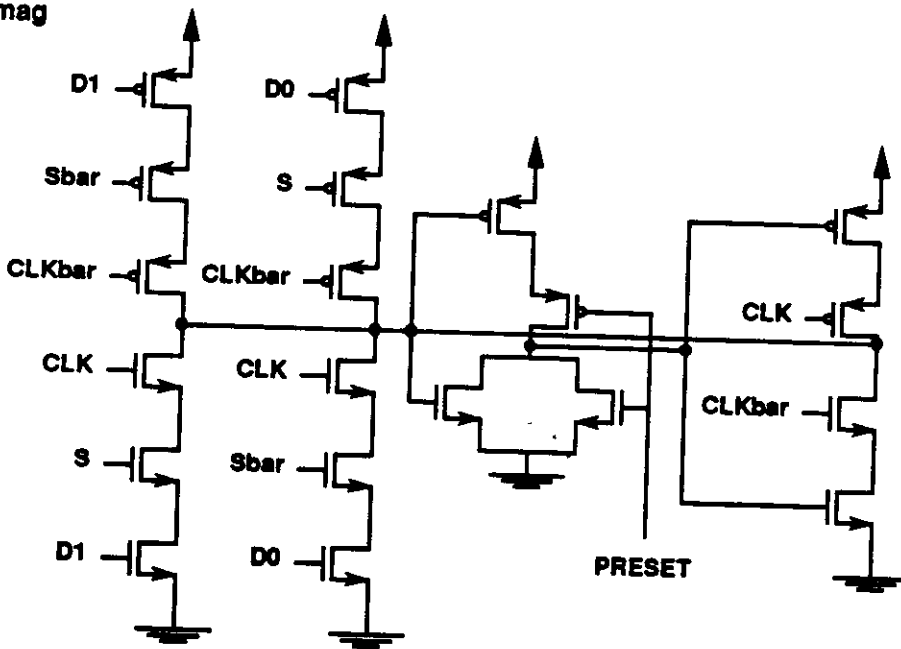 mag
D1
D0
Sbar
S
CLKbar
CLKbar
CLK
CLK
CLK
CLKbar
S
Sbar
D1
D0
PRESET